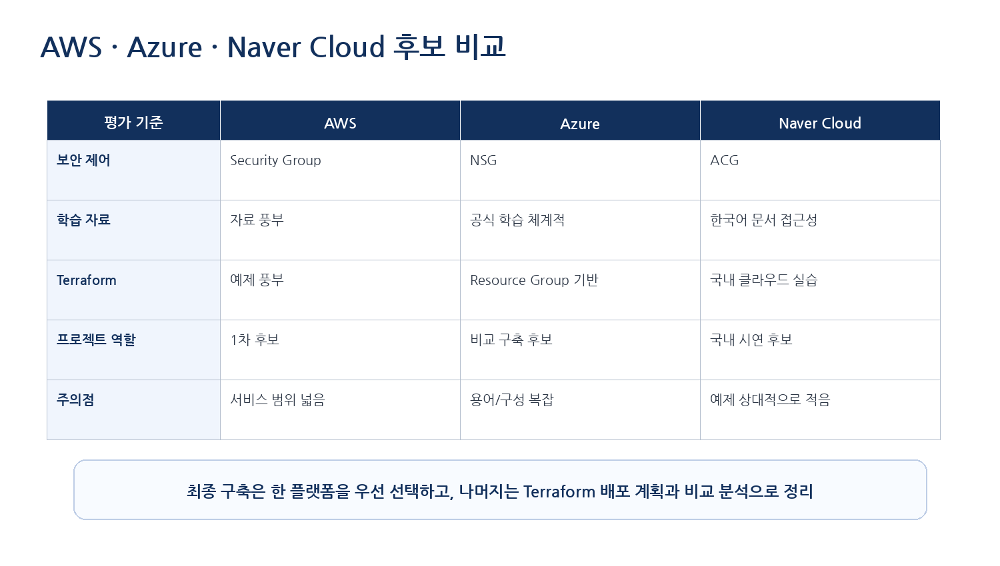 AWS · Azure · Naver Cloud 후보 비교
평가 기준 AWS Azure Naver Cloud
보안 제어 Security Group NSG ACG
학습 자료 자료 풍부 공식 학습 체계적 한국어 문서 접근성
Terraform 예제 풍부 Resource Group 기반 국내 클라우드 실습
프로젝트 역할 1차 후보 비교 구축 후보 국내 시연 후보
주의점 서비스 범위 넓음 용어/구성 복잡 예제 상대적으로 적음
최종 구축은 한 플랫폼을 우선 선택하고, 나머지는 Terraform 배포 계획과 비교 분석으로 정리